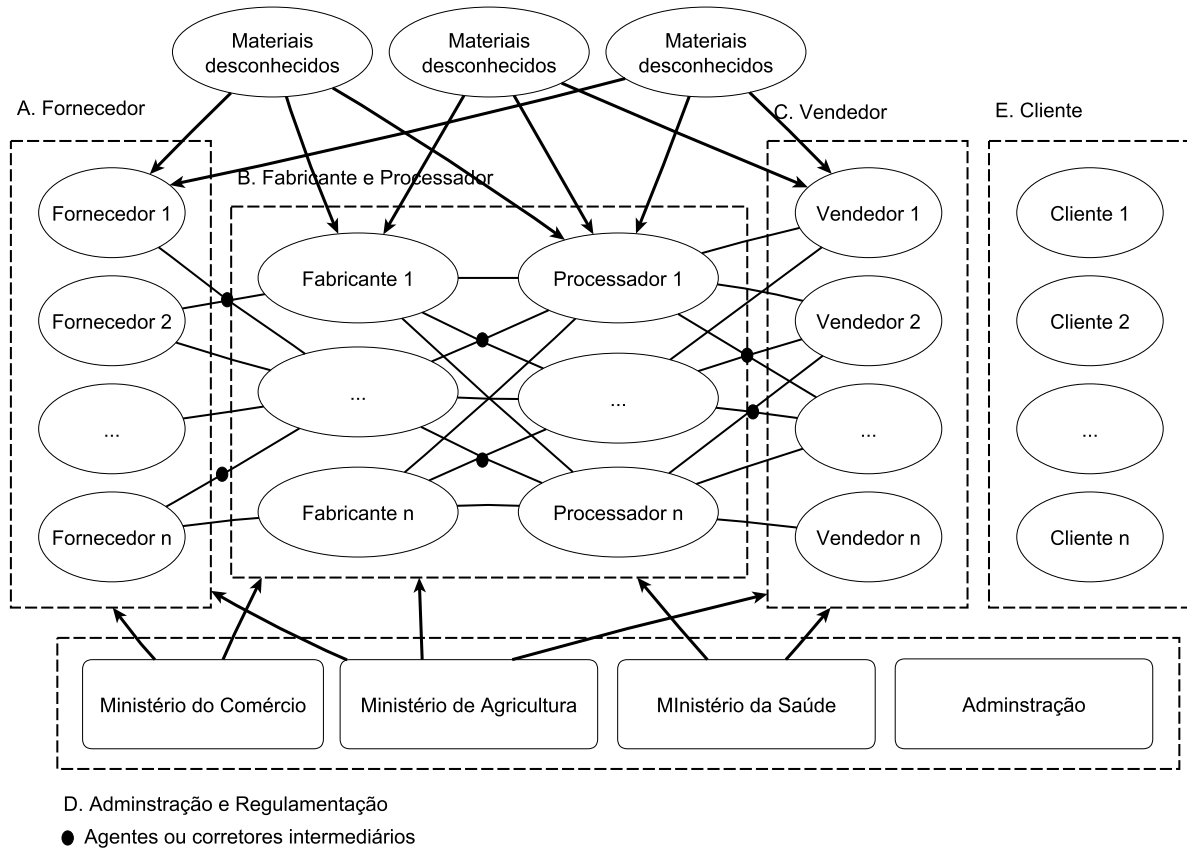 Materiais
desconhecidos
Materiais
desconhecidos
Materiais
desconhecidos
A. Fornecedor
C. Vendedor
E. Cliente
B. Fabricante e Processador
Fornecedor 1
Fornecedor 2
...
Fornecedor n
Fabricante 1
...
Fabricante n
Processador 1
...
Processador n
Vendedor 1
Vendedor 2
...
Vendedor n
Cliente 1
Cliente 2
...
Cliente n
Ministério do Comércio
Ministério de Agricultura
MInistério da Saúde
Adminstração
D. Adminstração e Regulamentação
Agentes ou corretores intermediários